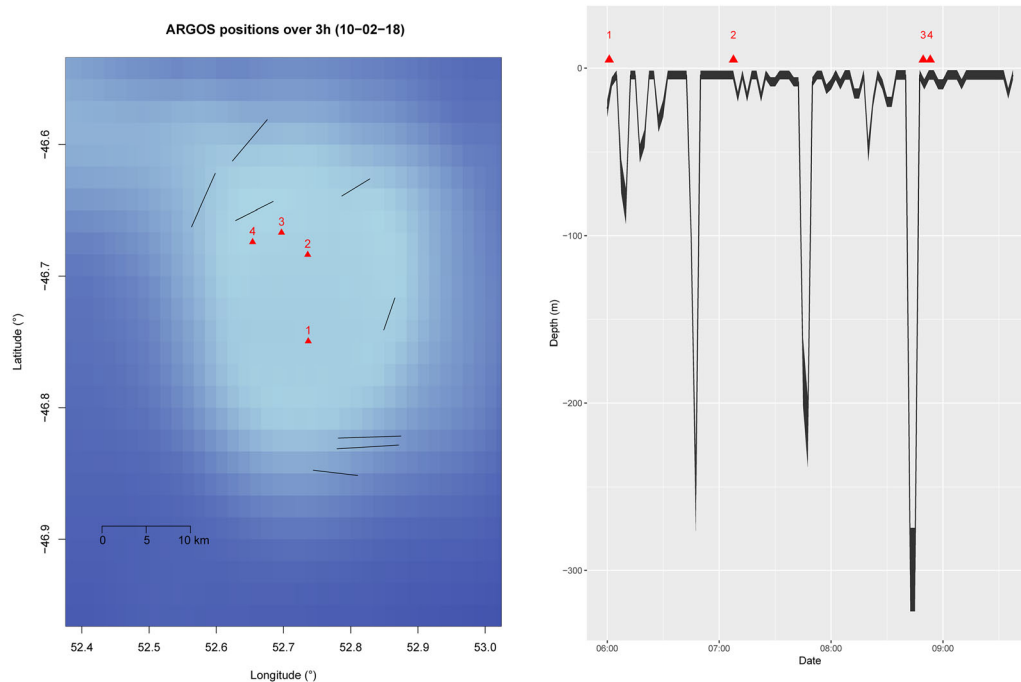 ARGOS positions over 3h (10−02−18)
−46.6
−46.7
−46.8
−46.9
Latitude (°)
4
3
2
1
0 5 10 km
52.4 52.5 52.6 52.7 52.8 52.9 53.0
Longitude (°)
1 2 3 4
0
−100
−200
−300
Depth (m)
06:00 07:00 08:00 09:00
Date